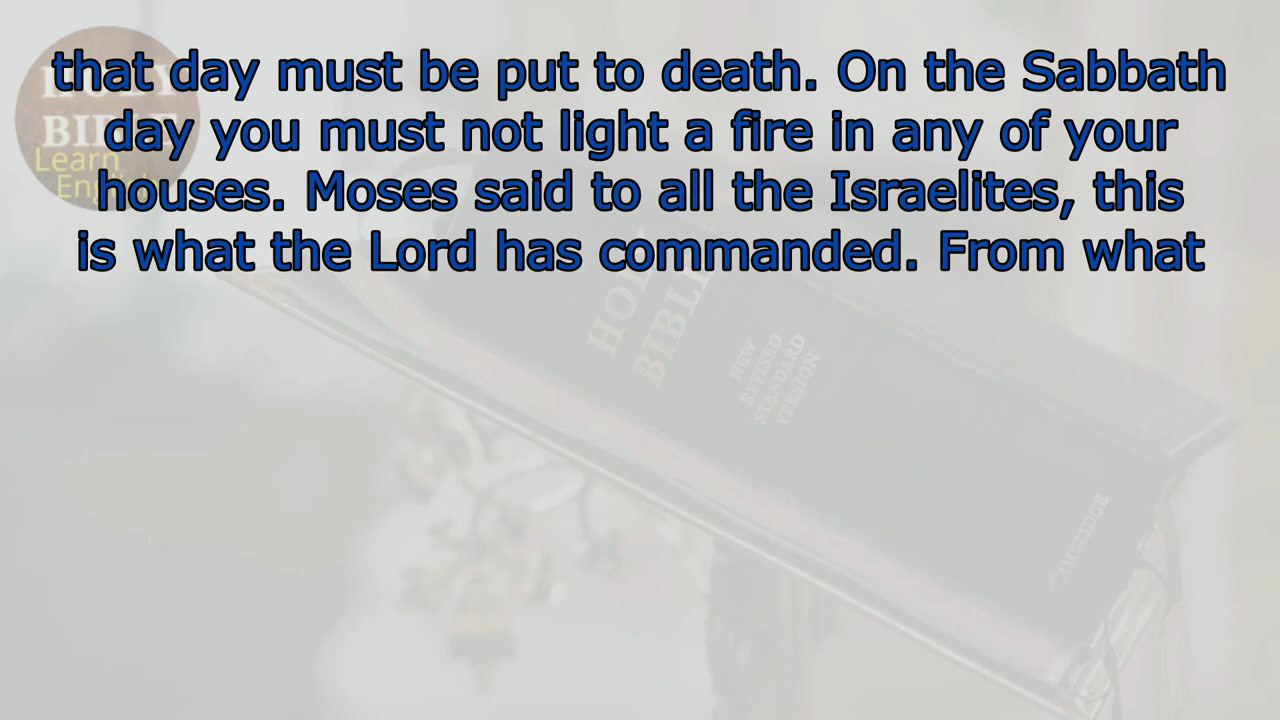 that day must be put to death. On the Sabbath
day you must not light a fire in any of your
houses. Moses said to all the Israelites, this
is what the Lord has commanded. From what
HOLY
BIBLE
Learn
English
HOLY
BIBLE
NEW
REVISED
STANDARD
VERSION
CAMBRIDGE